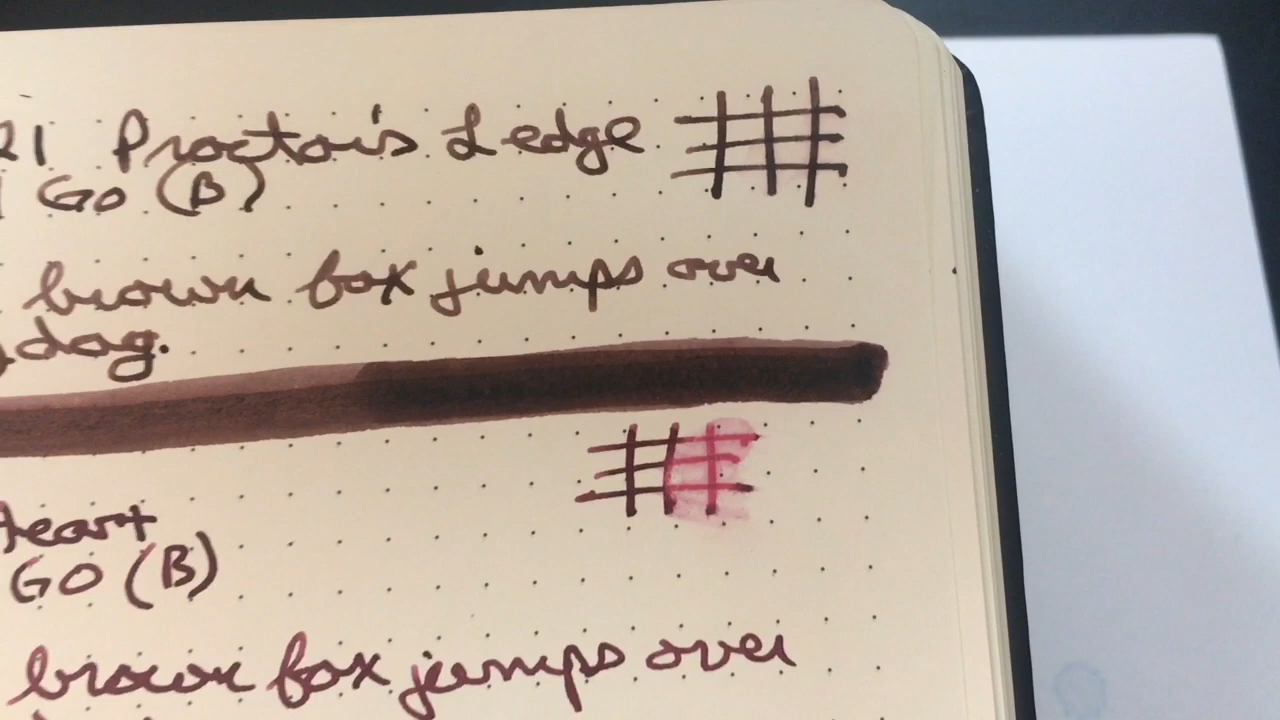 21 Proctor's Ledge
GO (B)
brown fox jumps over
dog.
heart
GO (B)
brown fox jumps over